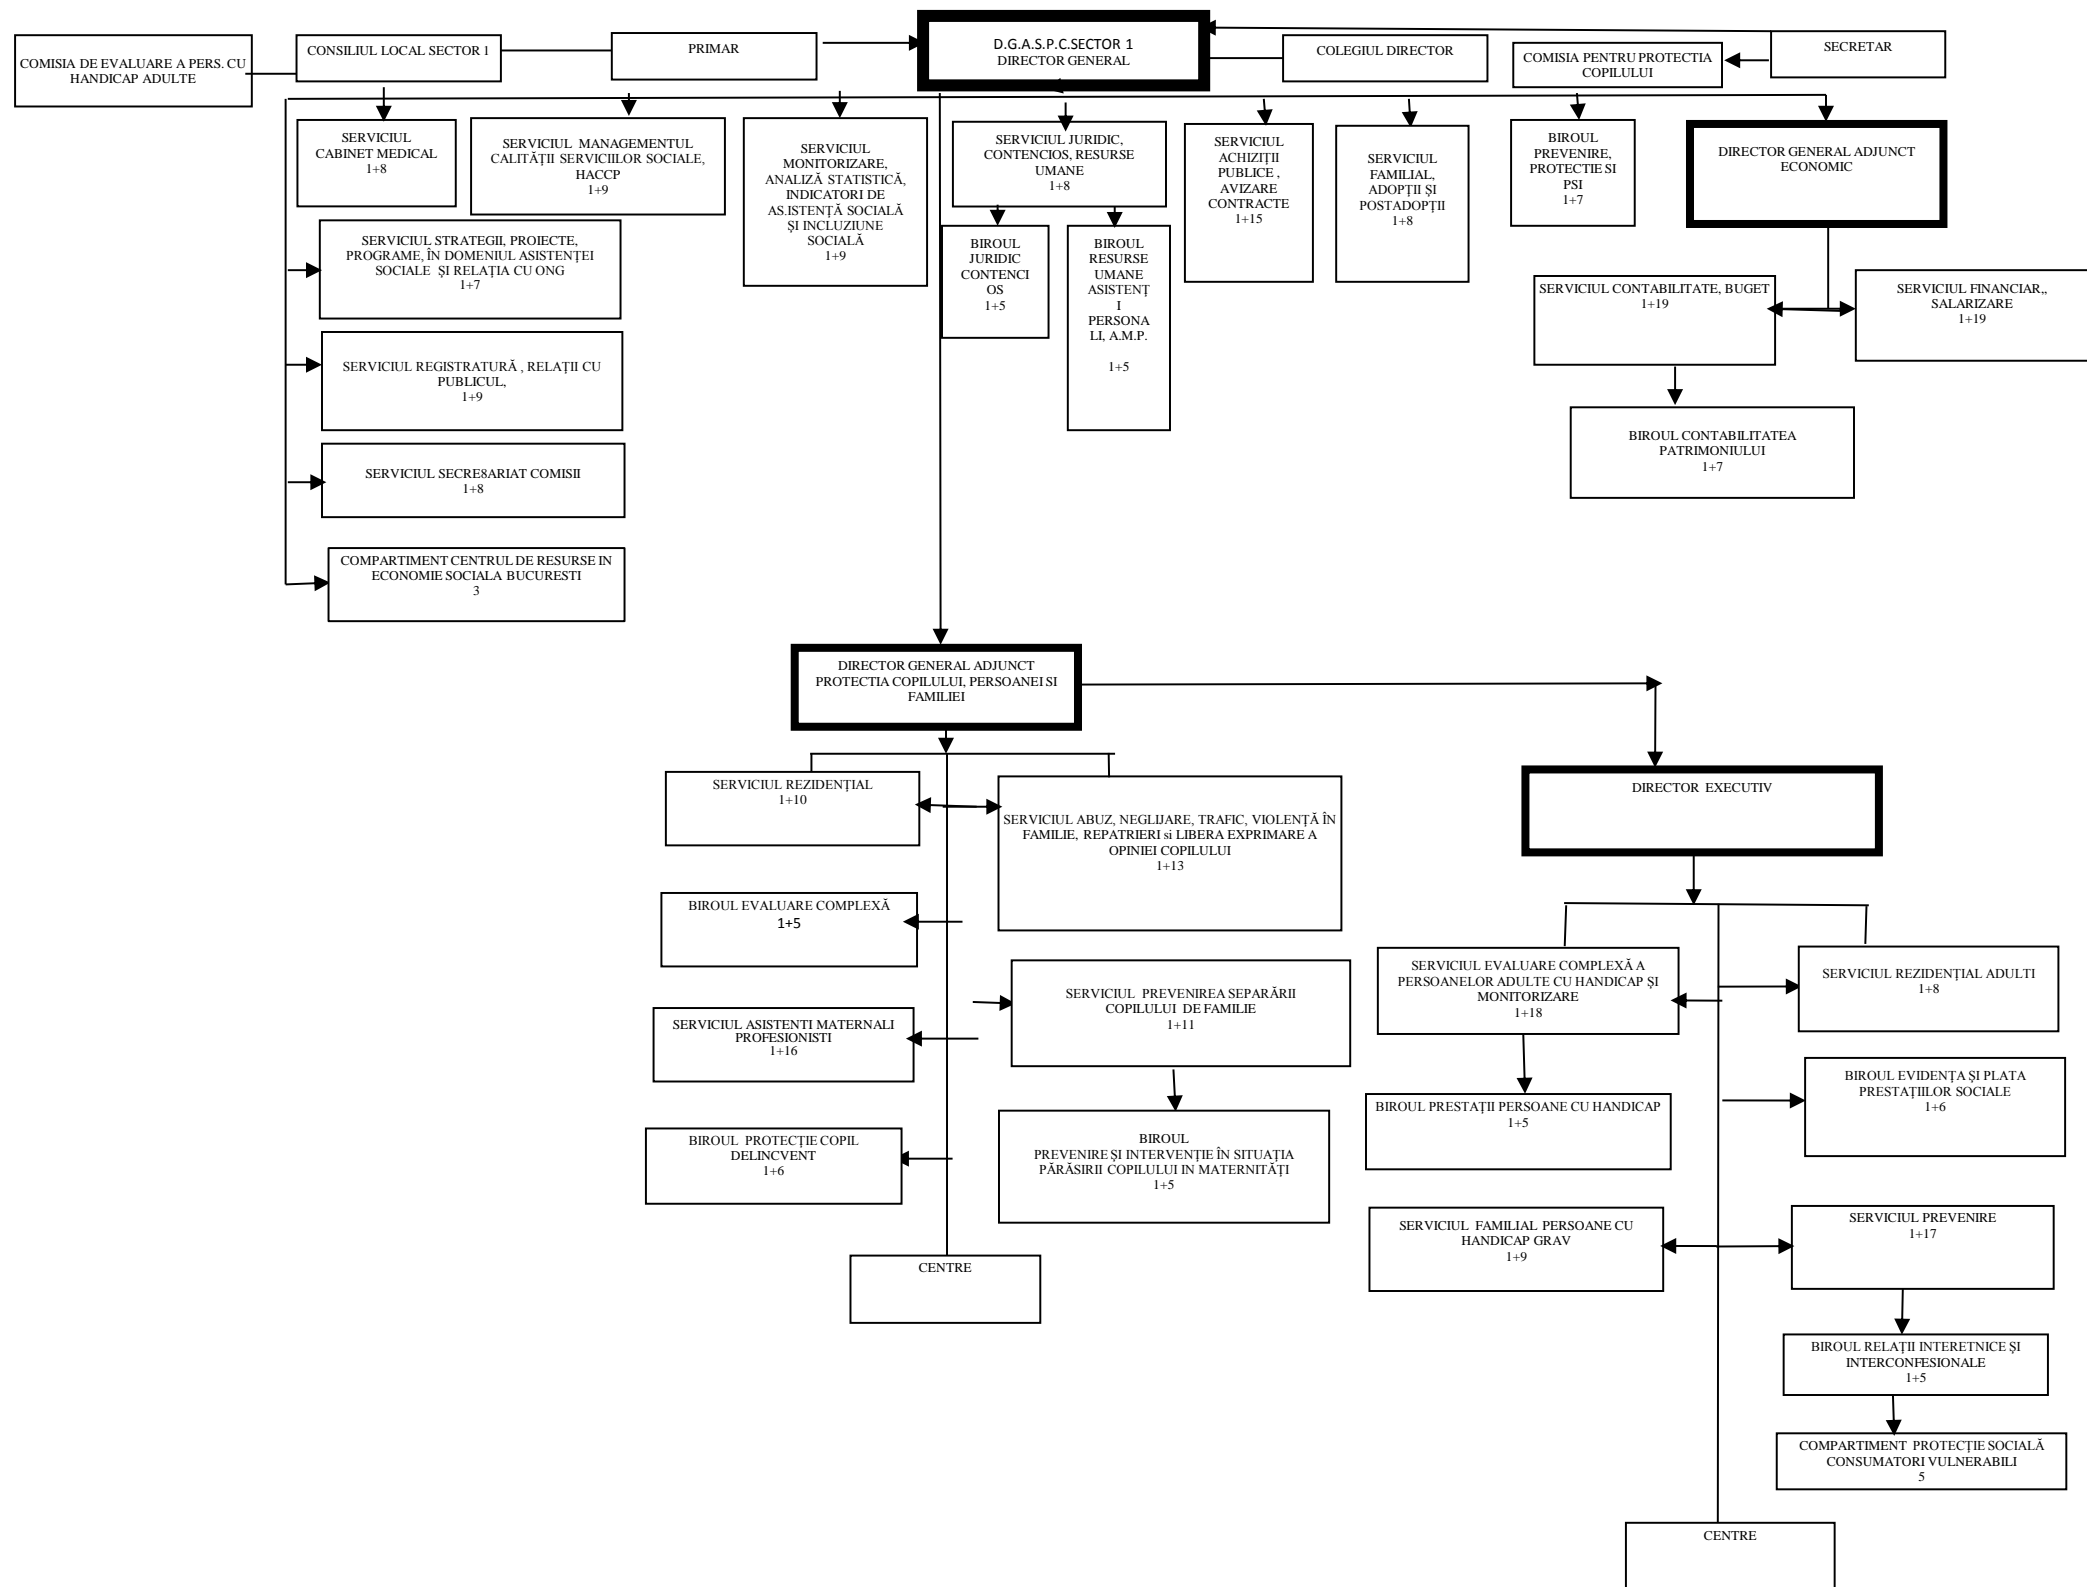 COMISIA DE EVALUARE A PERS. CU
HANDICAP ADULTE
CONSILIUL LOCAL SECTOR 1
PRIMAR
D.G.A.S.P.C.SECTOR 1
DIRECTOR GENERAL
COLEGIUL DIRECTOR
COMISIA PENTRU PROTECTIA
COPILULUI
SECRETAR
SERVICIUL
CABINET MEDICAL
1+8
SERVICIUL MANAGEMENTUL
CALITĂȚII SERVICIILOR SOCIALE,
HACCP
1+9
SERVICIUL
MONITORIZARE,
ANALIZĂ STATISTICĂ,
INDICATORI DE
AS.ISTENȚĂ SOCIALĂ
ȘI INCLUZIUNE
SOCIALĂ
1+9
SERVICIUL JURIDIC,
CONTENCIOS, RESURSE
UMANE
1+8
SERVICIUL
ACHIZIȚII
PUBLICE ,
AVIZARE
CONTRACTE
1+15
SERVICIUL
FAMILIAL,
ADOPȚII ȘI
POSTADOPȚII
1+8
BIROUL
PREVENIRE,
PROTECTIE SI
PSI
1+7
DIRECTOR GENERAL ADJUNCT
ECONOMIC
SERVICIUL STRATEGII, PROIECTE,
PROGRAME, ÎN DOMENIUL ASISTENȚEI
SOCIALE ȘI RELAȚIA CU ONG
1+7
BIROUL
JURIDIC
CONTENCI
OS
1+5
BIROUL
RESURSE
UMANE
ASISTENȚ
I
PERSONA
LI, A.M.P.
1+5
SERVICIUL CONTABILITATE, BUGET
1+19
SERVICIUL FINANCIAR,,
SALARIZARE
1+19
SERVICIUL REGISTRATURĂ , RELAȚII CU
PUBLICUL,
1+9
BIROUL CONTABILITATEA
PATRIMONIULUI
1+7
SERVICIUL SECRE8ARIAT COMISII
1+8
COMPARTIMENT CENTRUL DE RESURSE IN
ECONOMIE SOCIALA BUCURESTI
3
DIRECTOR GENERAL ADJUNCT
PROTECTIA COPILULUI, PERSOANEI SI
FAMILIEI
SERVICIUL REZIDENȚIAL
1+10
SERVICIUL ABUZ, NEGLIJARE, TRAFIC, VIOLENȚĂ ÎN
FAMILIE, REPATRIERI si LIBERA EXPRIMARE A
OPINIEI COPILULUI
1+13
DIRECTOR EXECUTIV
BIROUL EVALUARE COMPLEXĂ
1+5
SERVICIUL PREVENIREA SEPARĂRII
COPILULUI DE FAMILIE
1+11
SERVICIUL EVALUARE COMPLEXĂ A
PERSOANELOR ADULTE CU HANDICAP ȘI
MONITORIZARE
1+18
SERVICIUL REZIDENȚIAL ADULTI
1+8
SERVICIUL ASISTENTI MATERNALI
PROFESIONISTI
1+16
BIROUL PRESTAȚII PERSOANE CU HANDICAP
1+5
BIROUL EVIDENȚA ȘI PLATA
PRESTAȚIILOR SOCIALE
1+6
BIROUL PROTECȚIE COPIL
DELINCVENT
1+6
BIROUL
PREVENIRE ȘI INTERVENȚIE ÎN SITUAȚIA
PĂRĂSIRII COPILULUI IN MATERNITĂȚI
1+5
SERVICIUL FAMILIAL PERSOANE CU
HANDICAP GRAV
1+9
SERVICIUL PREVENIRE
1+17
CENTRE
BIROUL RELAȚII INTERETNICE ȘI
INTERCONFESIONALE
1+5
COMPARTIMENT PROTECȚIE SOCIALĂ
CONSUMATORI VULNERABILI
5
CENTRE